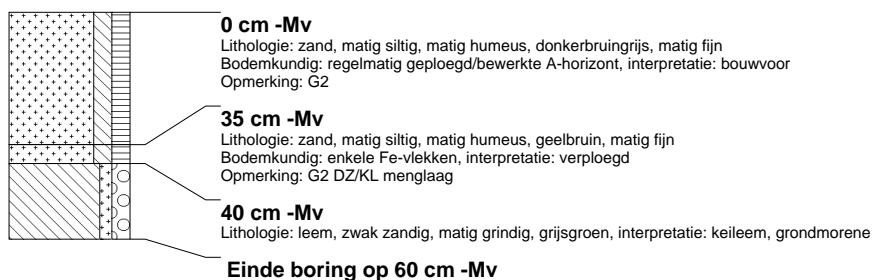 0 cm -Mv
Lithologie: zand, matig siltig, matig humeus, donkerbruingrijs, matig fijn
Bodemkundig: regelmatig geploegd/bewerkte A-horizont, interpretatie: bouwvoor
Opmerking: G2
35 cm -Mv
Lithologie: zand, matig siltig, matig humeus, geelbruin, matig fijn
Bodemkundig: enkele Fe-vlekken, interpretatie: verploegd
Opmerking: G2 DZ/KL menglaag
40 cm -Mv
Lithologie: leem, zwak zandig, matig grindig, grijsgroen, interpretatie: keileem, grondmorene
Einde boring op 60 cm -Mv